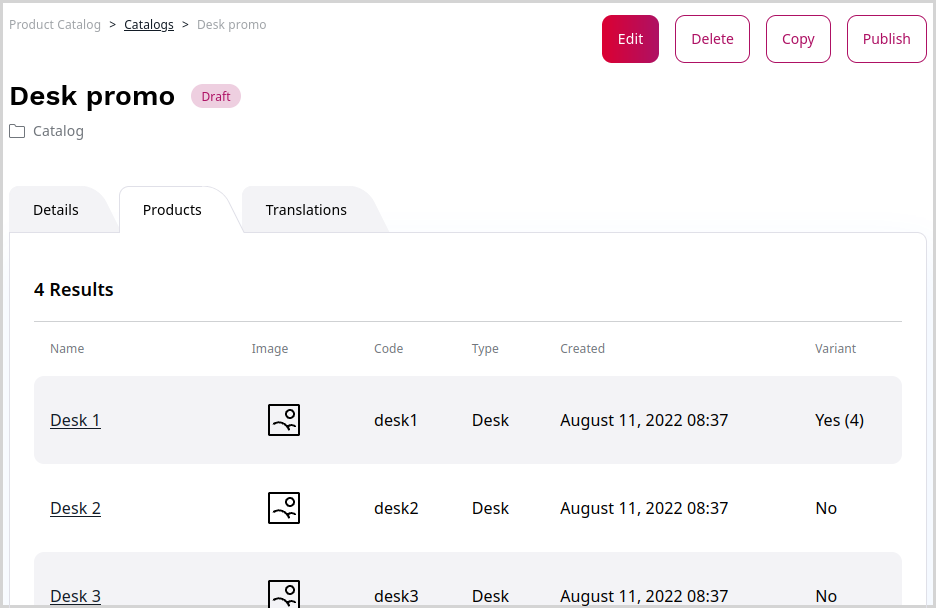 Product Catalog > Catalogs > Desk promo
Edit Delete Copy Publish
Desk promo Draft
Catalog
Details Products Translations
4 Results
Name Image Code Type Created Variant
Desk 1 desk1 Desk August 11, 2022 08:37 Yes (4)
Desk 2 desk2 Desk August 11, 2022 08:37 No
Desk 3 desk3 Desk August 11, 2022 08:37 No